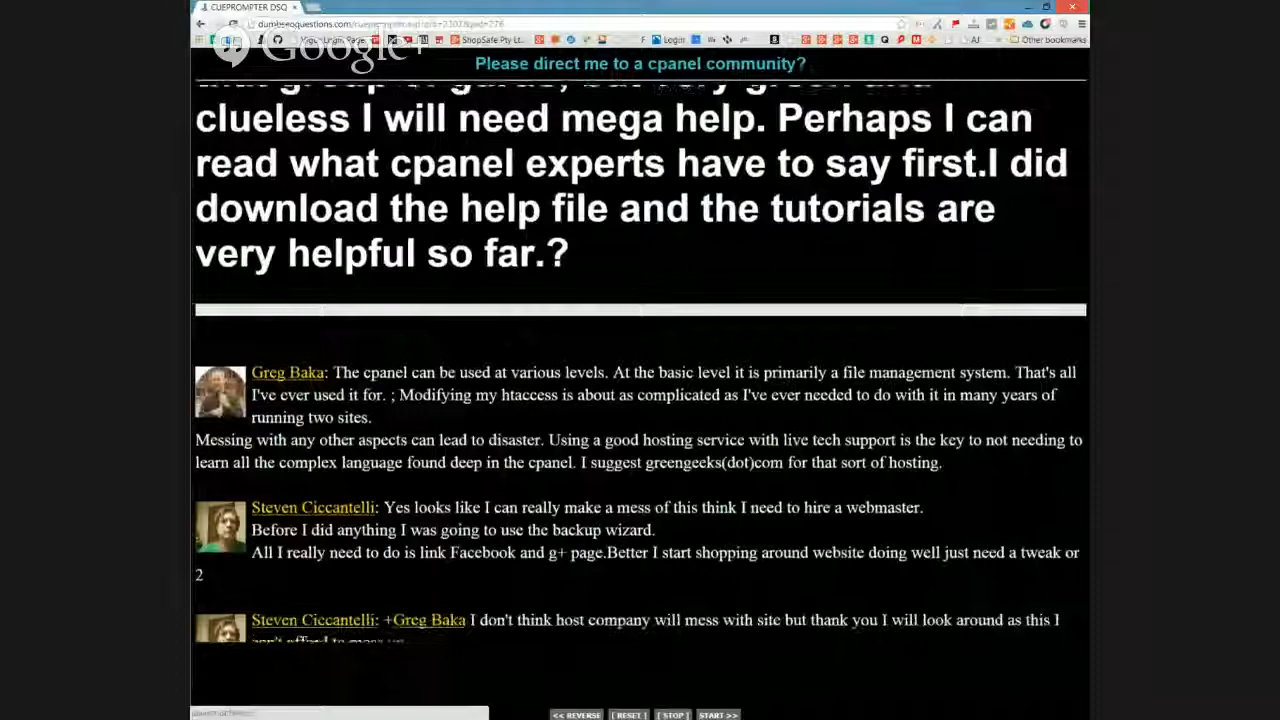 CUEPROMPTER DSQ
Google+
ShopSafe Pty Lt..
Login
Other bookmarks
Please direct me to a cpanel community?
clueless I will need mega help. Perhaps I can
read what cpanel experts have to say first.I did
download the help file and the tutorials are
very helpful so far.?
Greg Baka: The cpanel can be used at various levels. At the basic level it is primarily a file management system. That's all
I've ever used it for. ; Modifying my htaccess is about as complicated as I've ever needed to do with it in many years of
running two sites.
Messing with any other aspects can lead to disaster. Using a good hosting service with live tech support is the key to not needing to
learn all the complex language found deep in the cpanel. I suggest greengeeks(dot)com for that sort of hosting.
Steven Ciccantelli: Yes looks like I can really make a mess of this think I need to hire a webmaster.
Before I did anything I was going to use the backup wizard.
All I really need to do is link Facebook and g+ page.Better I start shopping around website doing well just need a tweak or
2
Steven Ciccantelli: +Greg Baka I don't think host company will mess with site but thank you I will look around as this I
<< REVERSE [ RESET ] [ STOP ] START >>